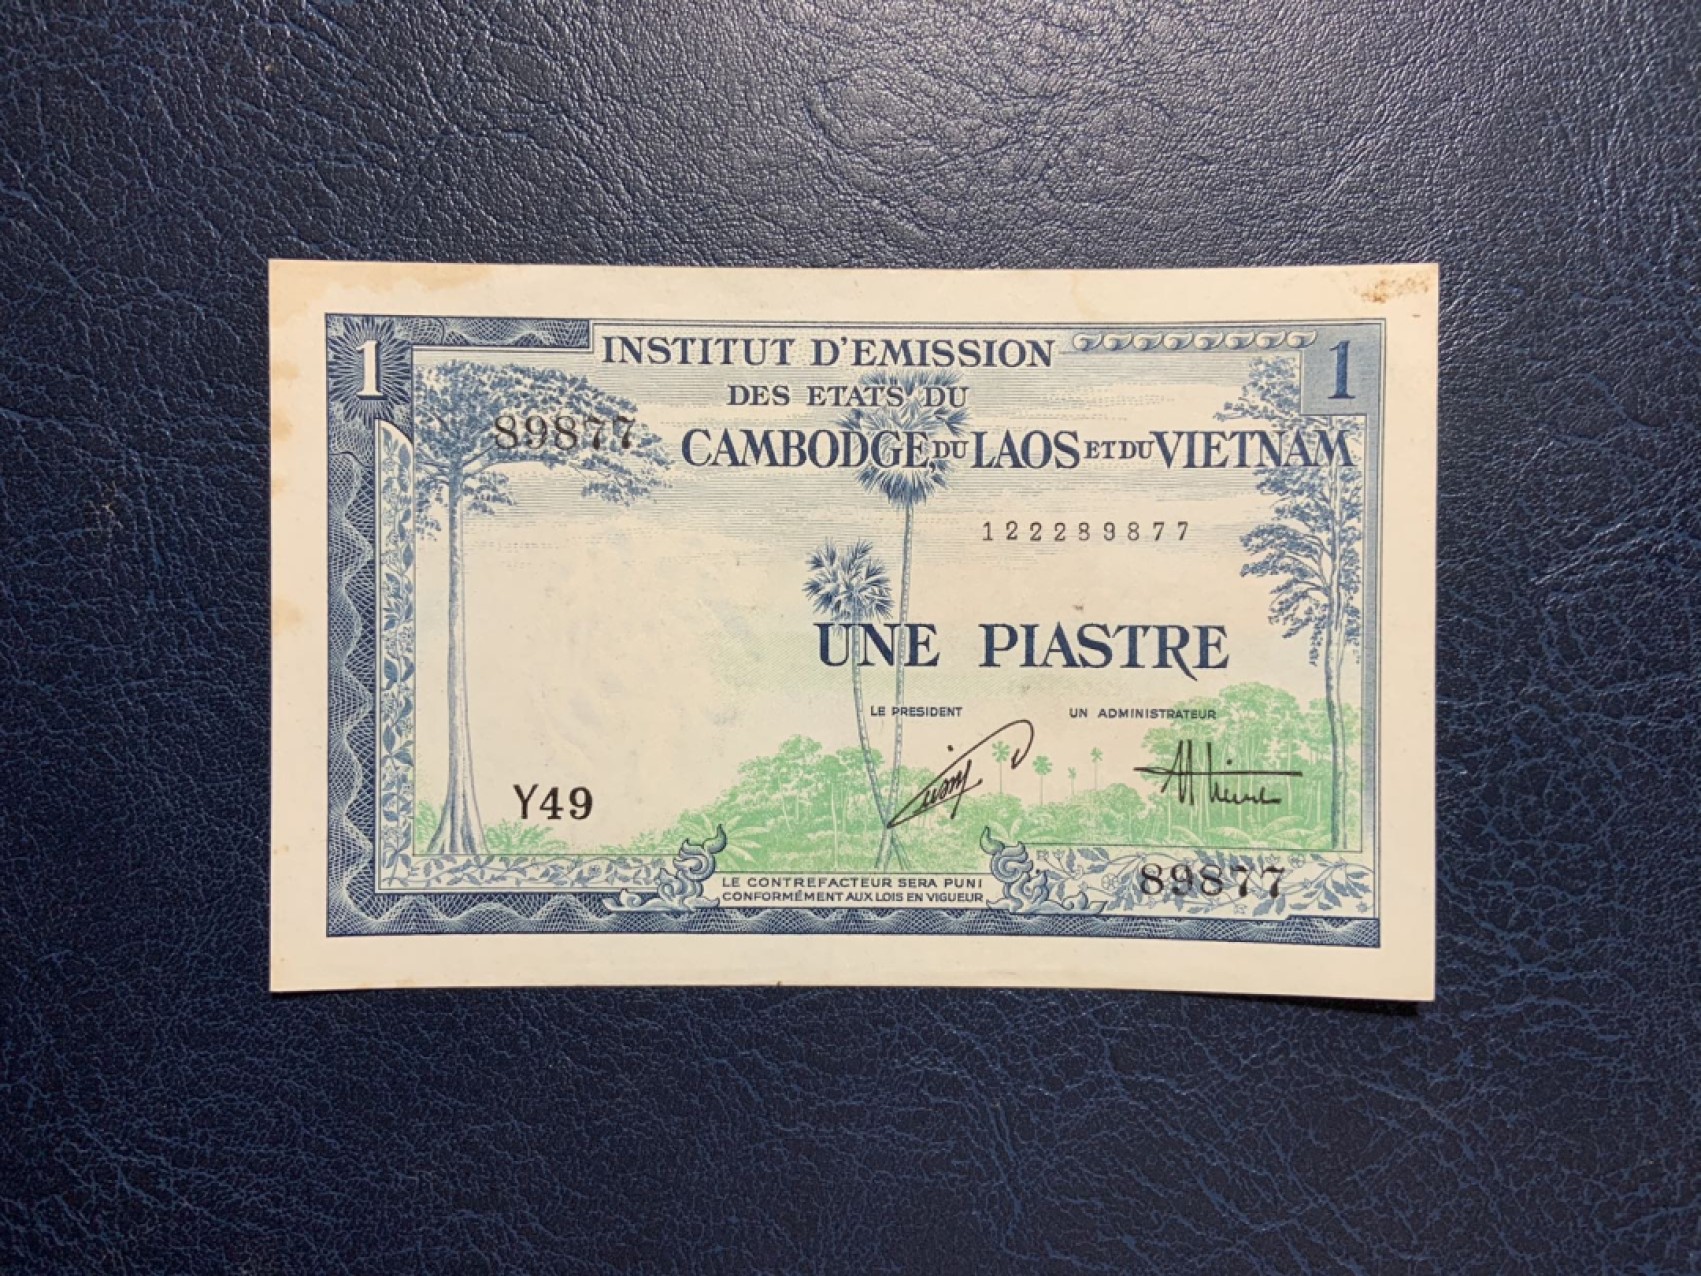 1
INSTITUT D'EMISSION
1
DES ETATS DU
89877
CAMBODGE, DU LAOS ET DU VIETNAM
122289877
UNE PIASTRE
LE PRESIDENT
UN ADMINISTRATEUR
Y49
LE CONTREFACTEUR SERA PUNI
CONFORMÉMENT AUX LOIS EN VIGUEUR
89877